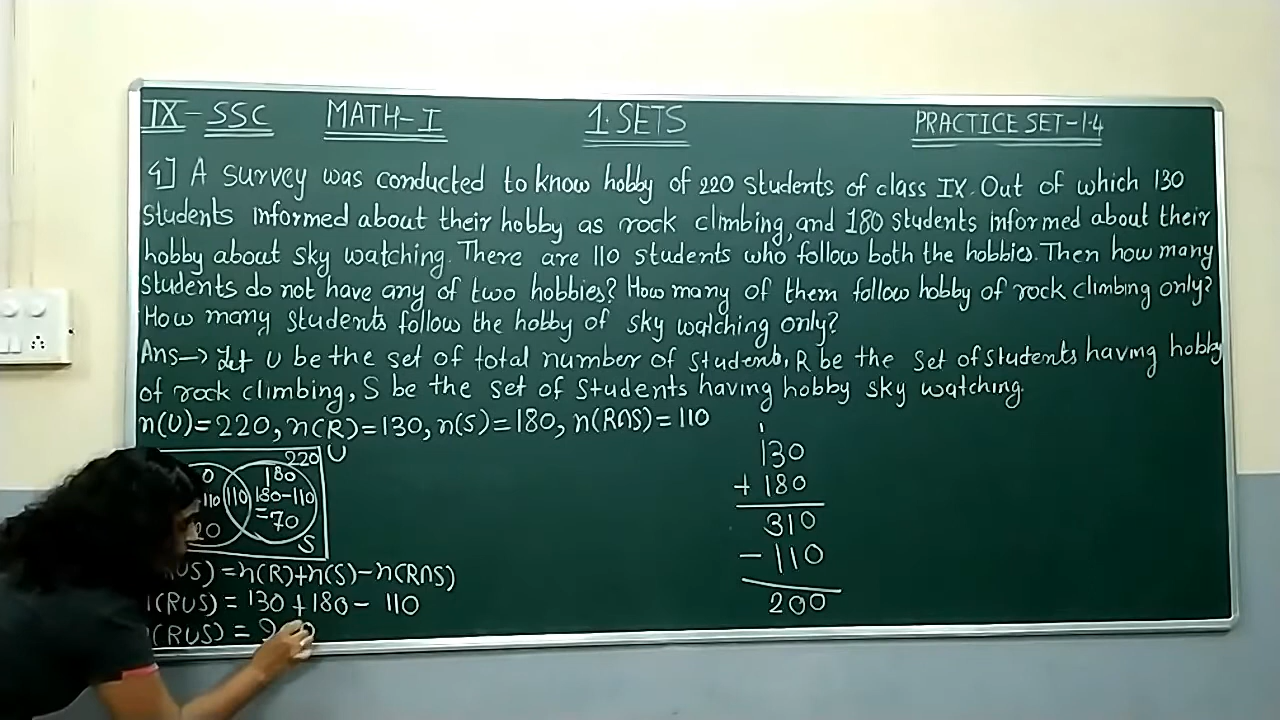 IX-SSC MATH-I 1.SETS PRACTICE SET-1.4
4] A survey was conducted to know hobby of 220 students of class IX. Out of which 130
students informed about their hobby as rock climbing, and 180 students informed about their
hobby about sky watching. There are 110 students who follow both the hobbies. Then how many
students do not have any of two hobbies? How many of them follow hobby of rock climbing only?
How many students follow the hobby of sky watching only?
Ans→ Let U be the set of total number of students, R be the set of students having hobby
of rock climbing, S be the set of students having hobby sky watching.
n(U)=220, n(R)=130, n(S)=180, n(R∩S)=110
220 U
180
110 180-110
=70
S
(RUS) = n(R)+n(S)-n(R∩S)
(RUS) = 130+180-110
(RUS) =
1
130
+ 180
310
- 110
200